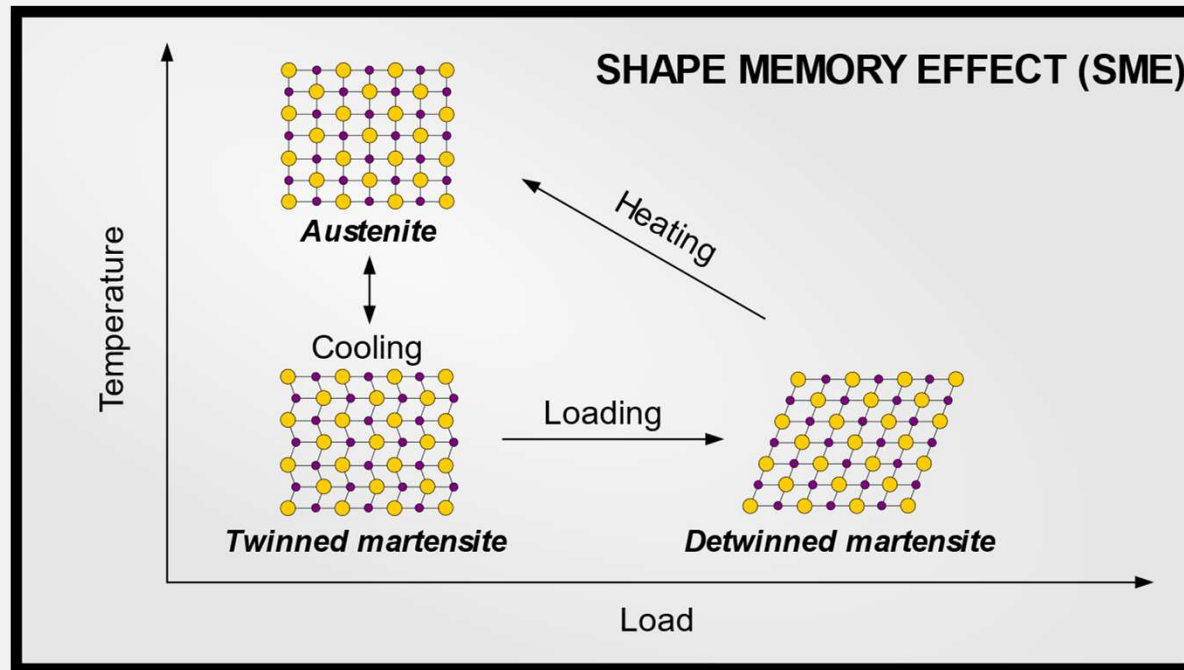 SHAPE MEMORY EFFECT (SME)
Austenite
Heating
Temperature
Cooling
Loading
Twinned martensite
Detwinned martensite
Load